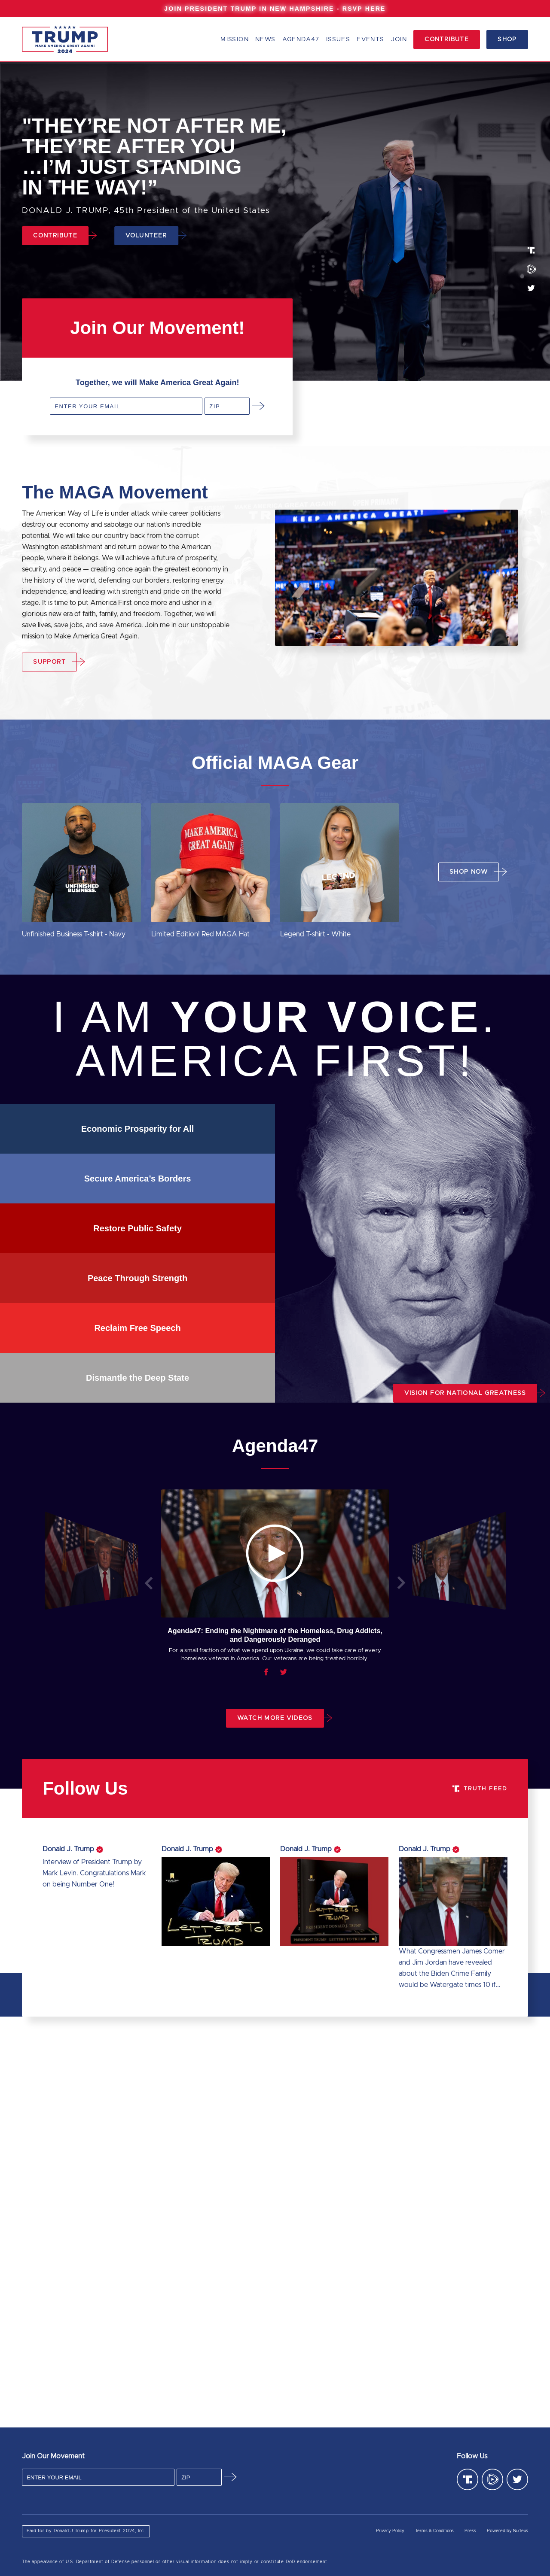 JOIN PRESIDENT TRUMP IN NEW HAMPSHIRE - RSVP HERE
TRUMP
MAKE AMERICA GREAT AGAIN!
2024
MISSION NEWS AGENDA47 ISSUES EVENTS JOIN CONTRIBUTE SHOP
"THEY’RE NOT AFTER ME,
THEY’RE AFTER YOU
…I’M JUST STANDING
IN THE WAY!”
DONALD J. TRUMP, 45th President of the United States
CONTRIBUTE VOLUNTEER
Join Our Movement!
Together, we will Make America Great Again!
ENTER YOUR EMAIL ZIP
The MAGA Movement
The American Way of Life is under attack while career politicians
destroy our economy and sabotage our nation's incredible
potential. We will take our country back from the corrupt
Washington establishment and return power to the American
people, where it belongs. We will achieve a future of prosperity,
security, and peace — creating once again the greatest economy in
the history of the world, defending our borders, restoring energy
independence, and leading with strength and pride on the world
stage. It is time to put America First once more and usher in a
glorious new era of faith, family, and freedom. Together, we will
save lives, save jobs, and save America. Join me in our unstoppable
mission to Make America Great Again.
KEEP AMERICA GREAT!
SUPPORT
Official MAGA Gear
UNFINISHED
BUSINESS.
MAKE AMERICA
GREAT AGAIN
LEGEND
SHOP NOW
Unfinished Business T-shirt - Navy
Limited Edition! Red MAGA Hat
Legend T-shirt - White
I AM YOUR VOICE.
AMERICA FIRST!
Economic Prosperity for All
Secure America’s Borders
Restore Public Safety
Peace Through Strength
Reclaim Free Speech
Dismantle the Deep State
VISION FOR NATIONAL GREATNESS
Agenda47
Agenda47: Ending the Nightmare of the Homeless, Drug Addicts,
and Dangerously Deranged
For a small fraction of what we spend upon Ukraine, we could take care of every
homeless veteran in America. Our veterans are being treated horribly.
WATCH MORE VIDEOS
Follow Us
TRUTH FEED
Donald J. Trump
Interview of President Trump by
Mark Levin. Congratulations Mark
on being Number One!
Donald J. Trump
LETTERS TO
TRUMP
Donald J. Trump
LETTERS TO
TRUMP
PRESIDENT DONALD J. TRUMP
PRESIDENT TRUMP LETTERS TO TRUMP
Donald J. Trump
What Congressmen James Comer
and Jim Jordan have revealed
about the Biden Crime Family
would be Watergate times 10 if…
Join Our Movement
ENTER YOUR EMAIL ZIP
Follow Us
Paid for by Donald J Trump for President 2024, Inc.
Privacy Policy Terms & Conditions Press Powered by Nucleus
The appearance of U.S. Department of Defense personnel or other visual information does not imply or constitute DoD endorsement.